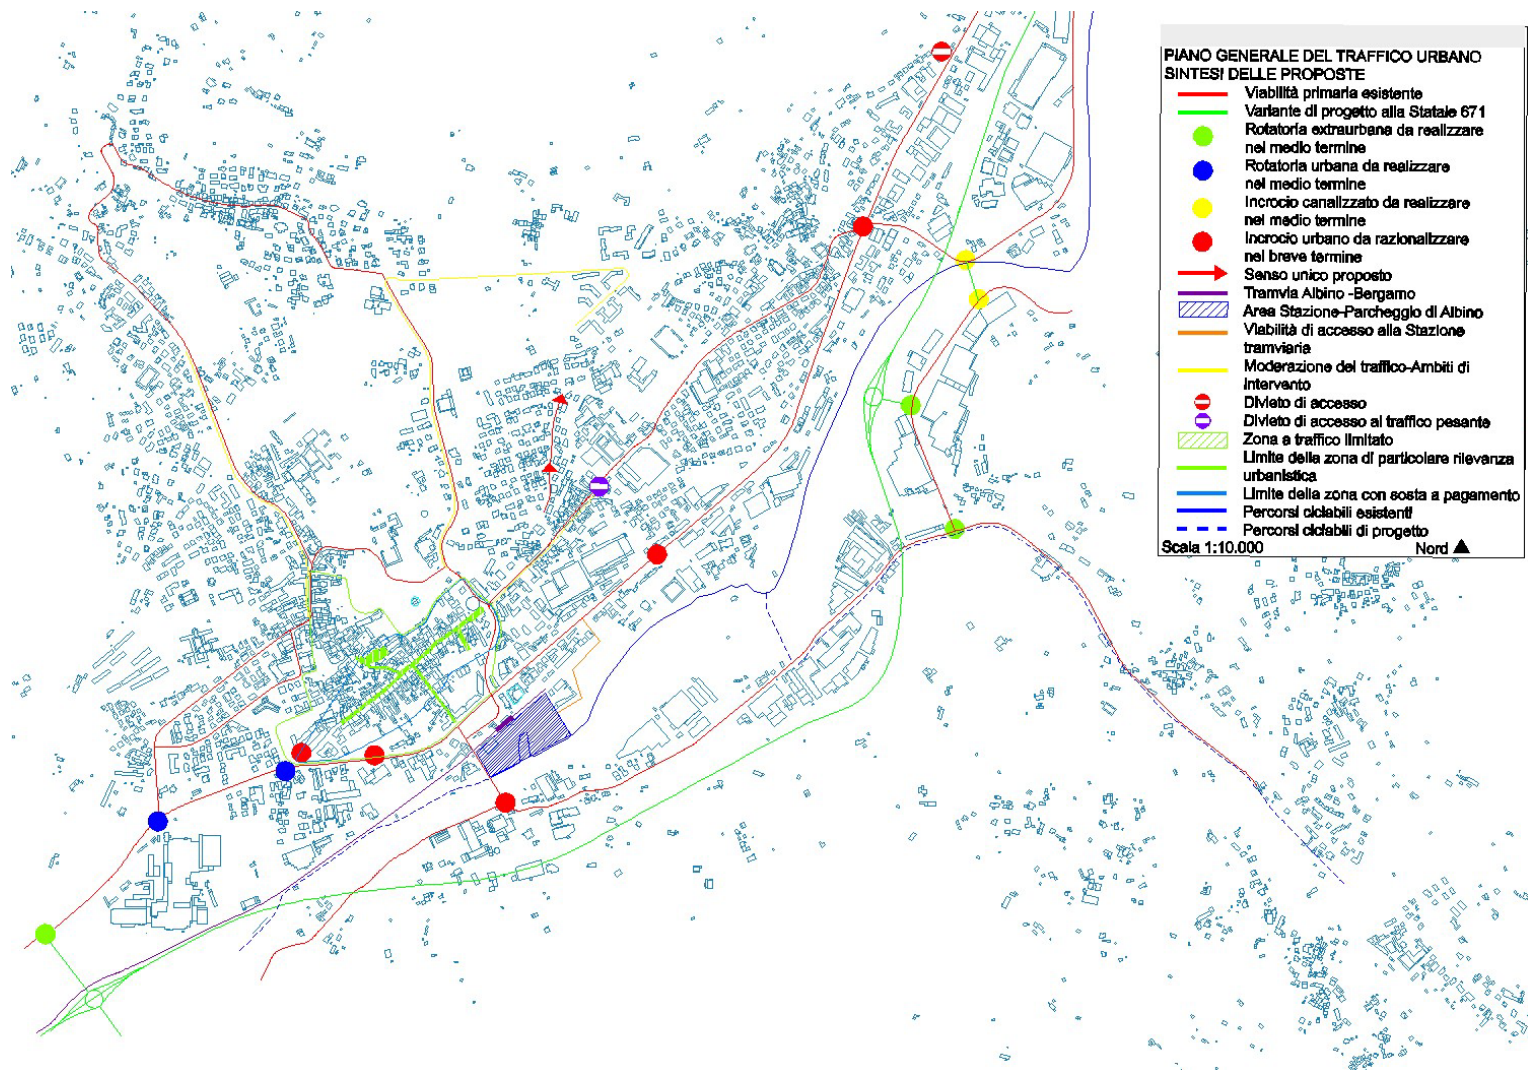 PIANO GENERALE DEL TRAFFICO URBANO
SINTESI DELLE PROPOSTE
Viabilità primaria esistente
Variante di progetto alla Statale 671
Rotatoria extraurbana da realizzare
nel medio termine
Rotatoria urbana da realizzare
nel medio termine
Incrocio canalizzato da realizzare
nel medio termine
Incrocio urbano da razionalizzare
nel breve termine
Senso unico proposto
Tramvia Albino -Bergamo
Area Stazione-Parcheggio di Albino
Viabilità di accesso alla Stazione
tramviaria
Moderazione del traffico-Ambiti di
intervento
Divieto di accesso
Divieto di accesso al traffico pesante
Zona a traffico limitato
Limite della zona di particolare rilevanza
urbanistica
Limite della zona con sosta a pagamento
Percorsi ciclabili esistenti
Percorsi ciclabili di progetto
Scala 1:10.000 Nord